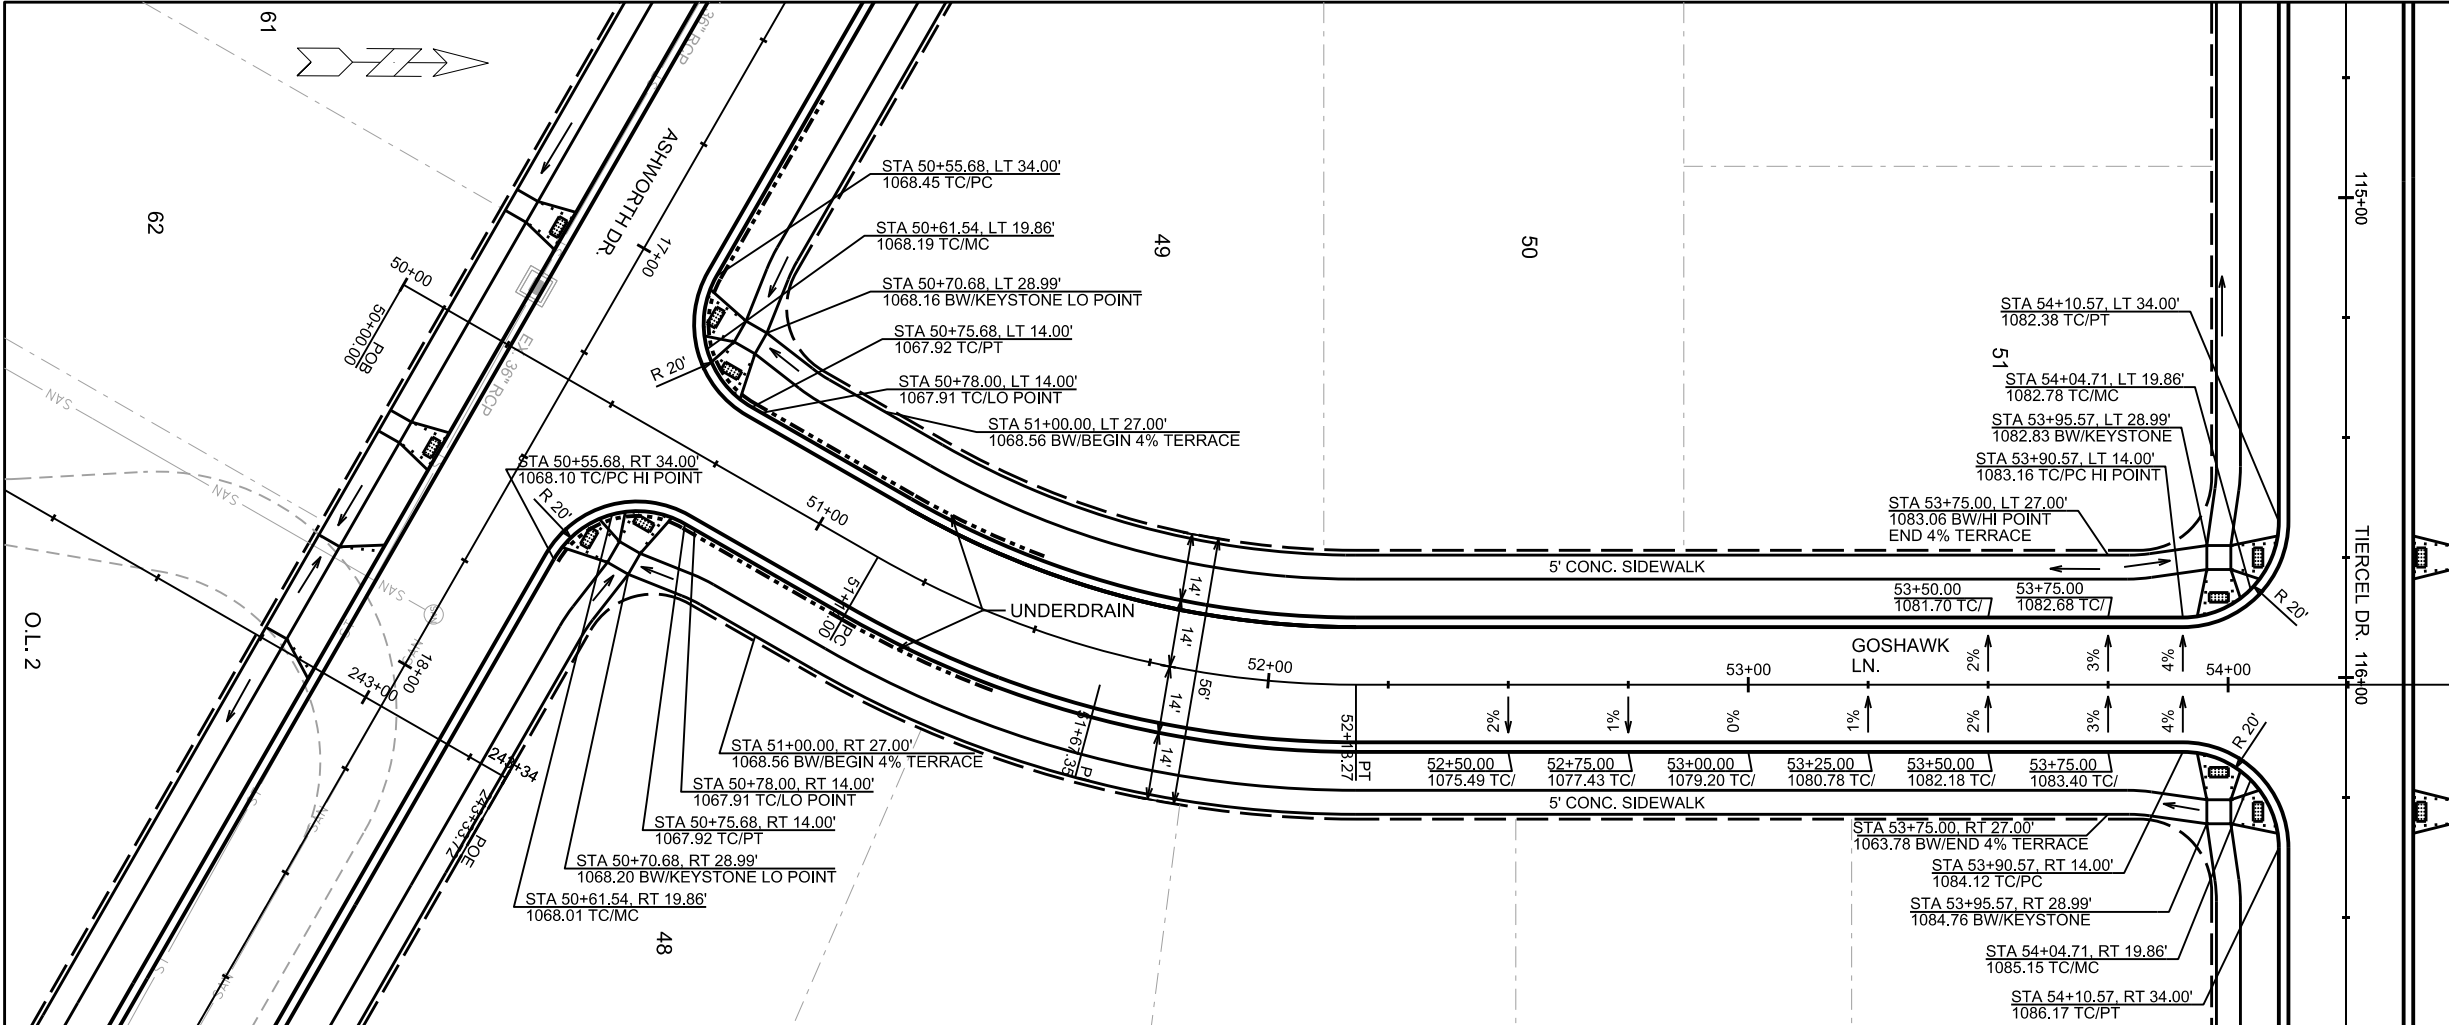 61
62
O.L. 2
48
49
50
51
36" RCP
ST
ASHWORTH DR.
17+00
50+00
50+00.00
POB
EX. 36" RCP
SAN
SAN
SAN
SAN
SAN
SAN
ST
ST
18+00
243+00
243+34
243+33.72
POE
R 20'
R 20'
STA 50+55.68, LT 34.00'
1068.45 TC/PC
STA 50+61.54, LT 19.86'
1068.19 TC/MC
STA 50+70.68, LT 28.99'
1068.16 BW/KEYSTONE LO POINT
STA 50+75.68, LT 14.00'
1067.92 TC/PT
STA 50+78.00, LT 14.00'
1067.91 TC/LO POINT
STA 51+00.00, LT 27.00'
1068.56 BW/BEGIN 4% TERRACE
STA 50+55.68, RT 34.00'
1068.10 TC/PC HI POINT
51+00
PC
UNDERDRAIN
14'
14'
14'
14'
56'
51+67.35
52+00
PT
STA 51+00.00, RT 27.00'
1068.56 BW/BEGIN 4% TERRACE
STA 50+78.00, RT 14.00'
1067.91 TC/LO POINT
STA 50+75.68, RT 14.00'
1067.92 TC/PT
STA 50+70.68, RT 28.99'
1068.20 BW/KEYSTONE LO POINT
STA 50+61.54, RT 19.86'
1068.01 TC/MC
5' CONC. SIDEWALK
5' CONC. SIDEWALK
53+00
54+00
GOSHAWK
LN.
53+50.00
1081.70 TC/
53+75.00
1082.68 TC/
2%
3%
4%
2%
1%
0%
1%
2%
3%
4%
52+50.00
1075.49 TC/
52+75.00
1077.43 TC/
53+00.00
1079.20 TC/
53+25.00
1080.78 TC/
53+50.00
1082.18 TC/
53+75.00
1083.40 TC/
STA 54+10.57, LT 34.00'
1082.38 TC/PT
STA 54+04.71, LT 19.86'
1082.78 TC/MC
STA 53+95.57, LT 28.99'
1082.83 BW/KEYSTONE
STA 53+90.57, LT 14.00'
1083.16 TC/PC HI POINT
STA 53+75.00, LT 27.00'
1083.06 BW/HI POINT
END 4% TERRACE
R 20'
R 20'
STA 53+75.00, RT 27.00'
1063.78 BW/END 4% TERRACE
STA 53+90.57, RT 14.00'
1084.12 TC/PC
STA 53+95.57, RT 28.99'
1084.76 BW/KEYSTONE
STA 54+04.71, RT 19.86'
1085.15 TC/MC
STA 54+10.57, RT 34.00'
1086.17 TC/PT
115+00
TIERCEL DR.
116+00